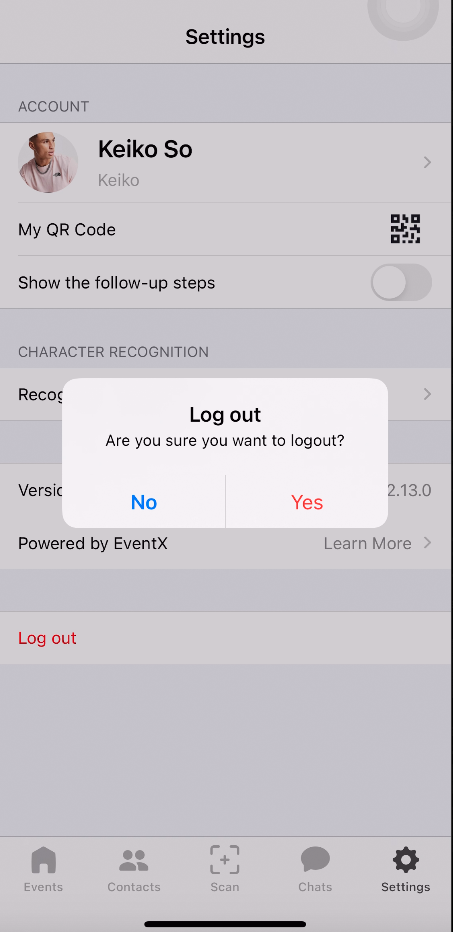 Settings
ACCOUNT
Keiko So
Keiko
My QR Code
Show the follow-up steps
CHARACTER RECOGNITION
Log out
Are you sure you want to logout?
No
Yes
2.13.0
Powered by EventX
Learn More
Log out
Events
Contacts
Scan
Chats
Settings